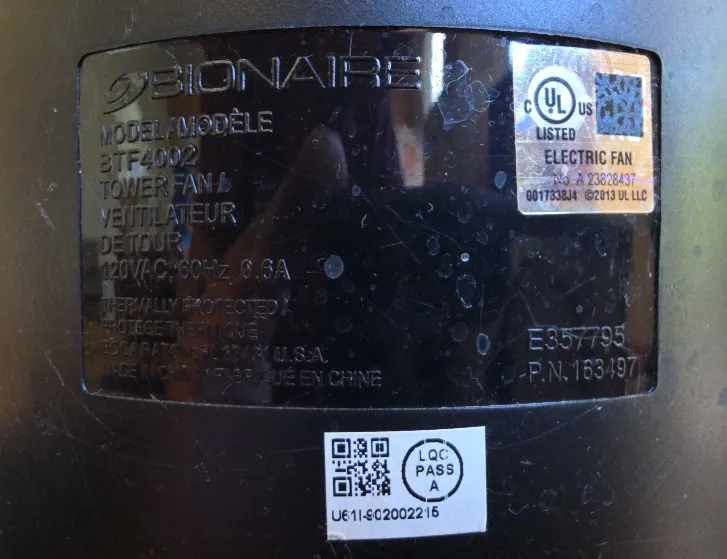 BIONAIRE
MODEL/MODÈLE
BTF4002
TOWER FAN /
VENTILATEUR
DE TOUR
120VAC, 60Hz, 0.6A
THERMALLY PROTECTED /
PROTÉGÉ THERMIQUE
BOCA RATON, FL 33431 U.S.A.
MADE IN CHINA / FABRIQUÉ EN CHINE
C UL US
LISTED
ELECTRIC FAN
No. A 23828437
0017338J4 ©2013 UL LLC
E357795
P.N. 163497
LQC
PASS
A
U61I-902002215